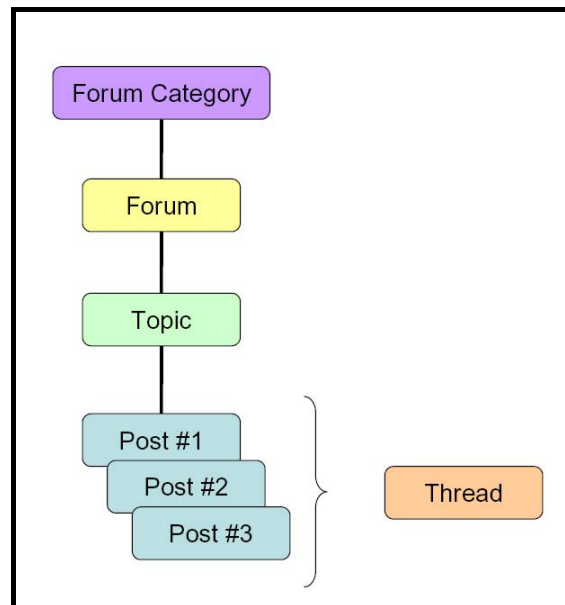 Forum Category
Forum
Topic
Post #1
Post #2
Post #3
Thread